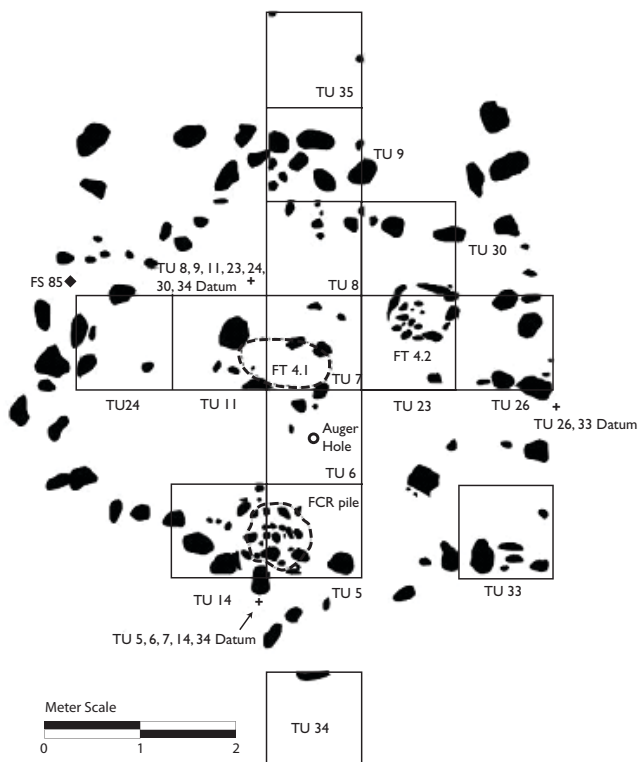 TU 35
TU 9
TU 30
TU 8, 9, 11, 23, 24,
30, 34 Datum
FS 85
TU 8
FT 4.1
FT 4.2
TU 7
TU24
TU 11
TU 23
TU 26
TU 26, 33 Datum
Auger
Hole
TU 6
FCR pile
TU 14
TU 5
TU 33
TU 5, 6, 7, 14, 34 Datum
TU 34
Meter Scale
0 1 2